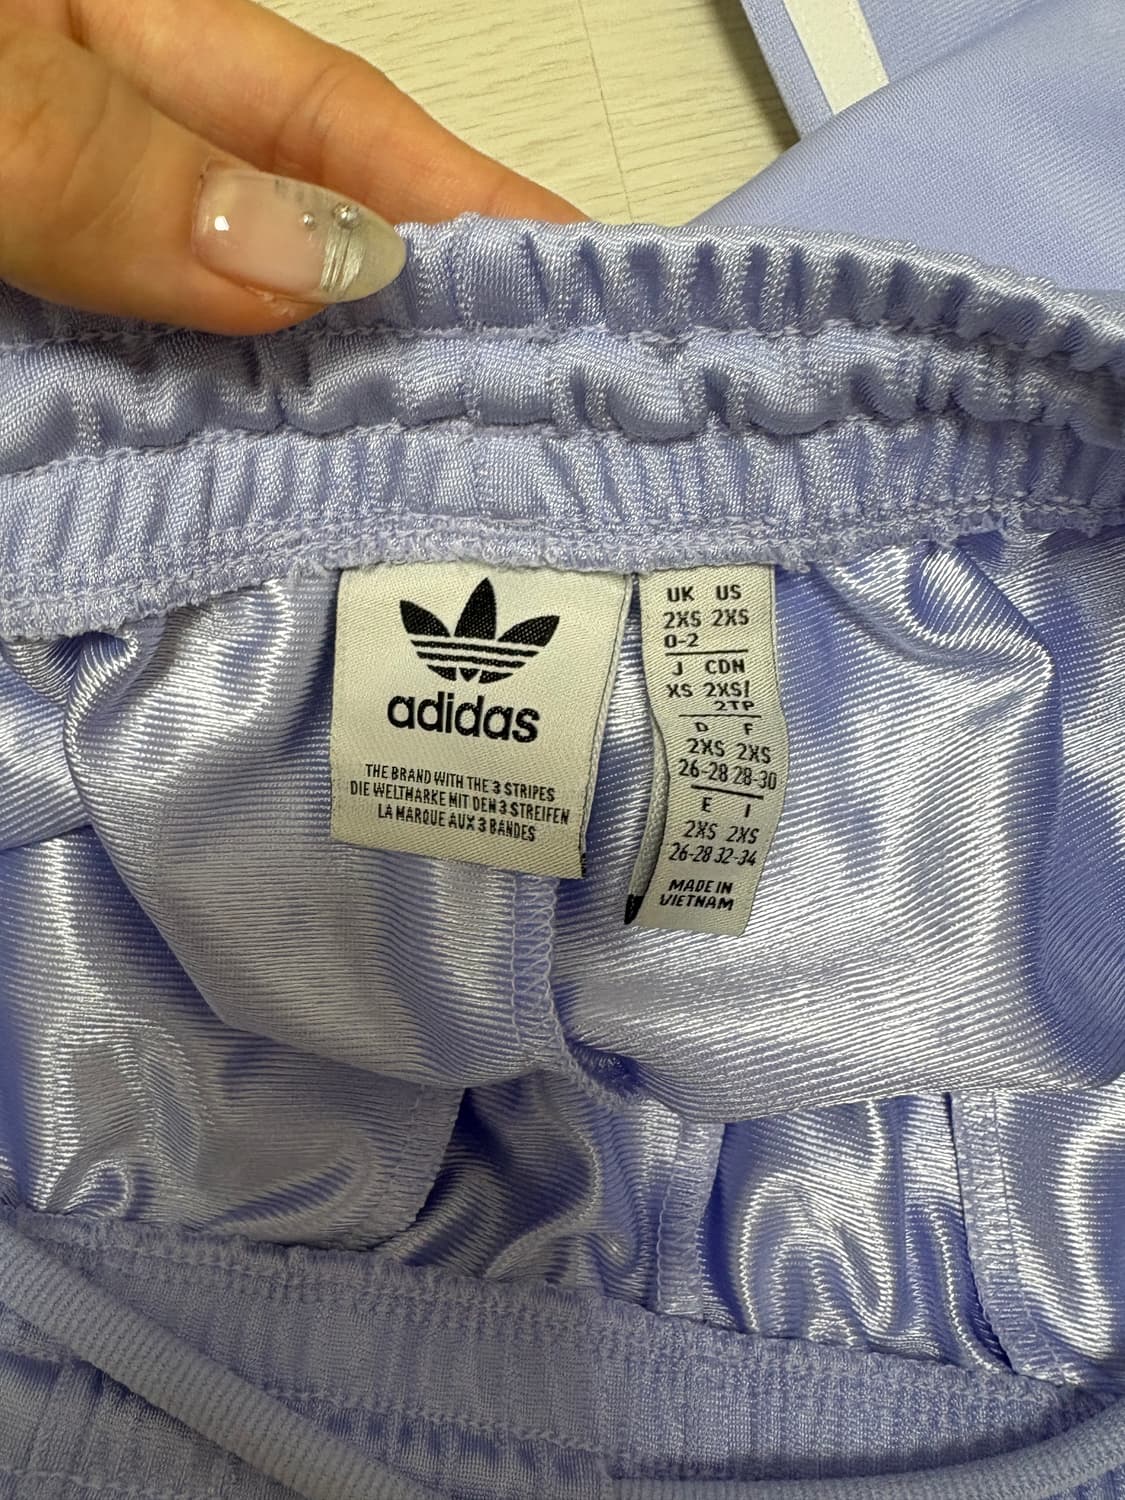 adidas
THE BRAND WITH THE 3 STRIPES
DIE WELTMARKE MIT DEN 3 STREIFEN
LA MARQUE AUX 3 BANDES
UK US
2XS 2XS
0-2
J CDN
XS 2XS/
2TP
D F
2XS 2XS
26-28 28-30
E I
2XS 2XS
26-28 32-34
MADE IN
VIETNAM